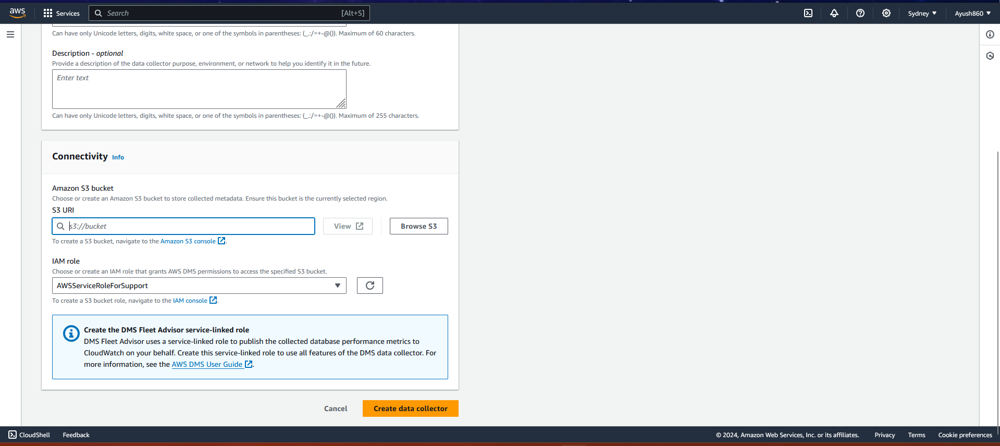 aws
Services
Search
[Alt+S]
Sydney
Ayush860
Can have only Unicode letters, digits, white space, or one of the symbols in parentheses: (_.:/=+-@()). Maximum of 60 characters.
Description - optional
Provide a description of the data collector purpose, environment, or network to help you identify it in the future.
Enter text
Can have only Unicode letters, digits, white space, or one of the symbols in parentheses: (_.:/=+-@()). Maximum of 255 characters.
Connectivity Info
Amazon S3 bucket
Choose or create an Amazon S3 bucket to store collected metadata. Ensure this bucket is the currently selected region.
S3 URI
s3://bucket
View
Browse S3
To create a S3 bucket, navigate to the Amazon S3 console.
IAM role
Choose or create an IAM role that grants AWS DMS permissions to access the specified S3 bucket.
AWSServiceRoleForSupport
To create a S3 bucket role, navigate to the IAM console.
Create the DMS Fleet Advisor service-linked role
DMS Fleet Advisor uses a service-linked role to publish the collected database performance metrics to
CloudWatch on your behalf. Create this service-linked role to use all features of the DMS data collector. For
more information, see the AWS DMS User Guide.
Cancel
Create data collector
CloudShell
Feedback
© 2024, Amazon Web Services, Inc. or its affiliates.
Privacy
Terms
Cookie preferences